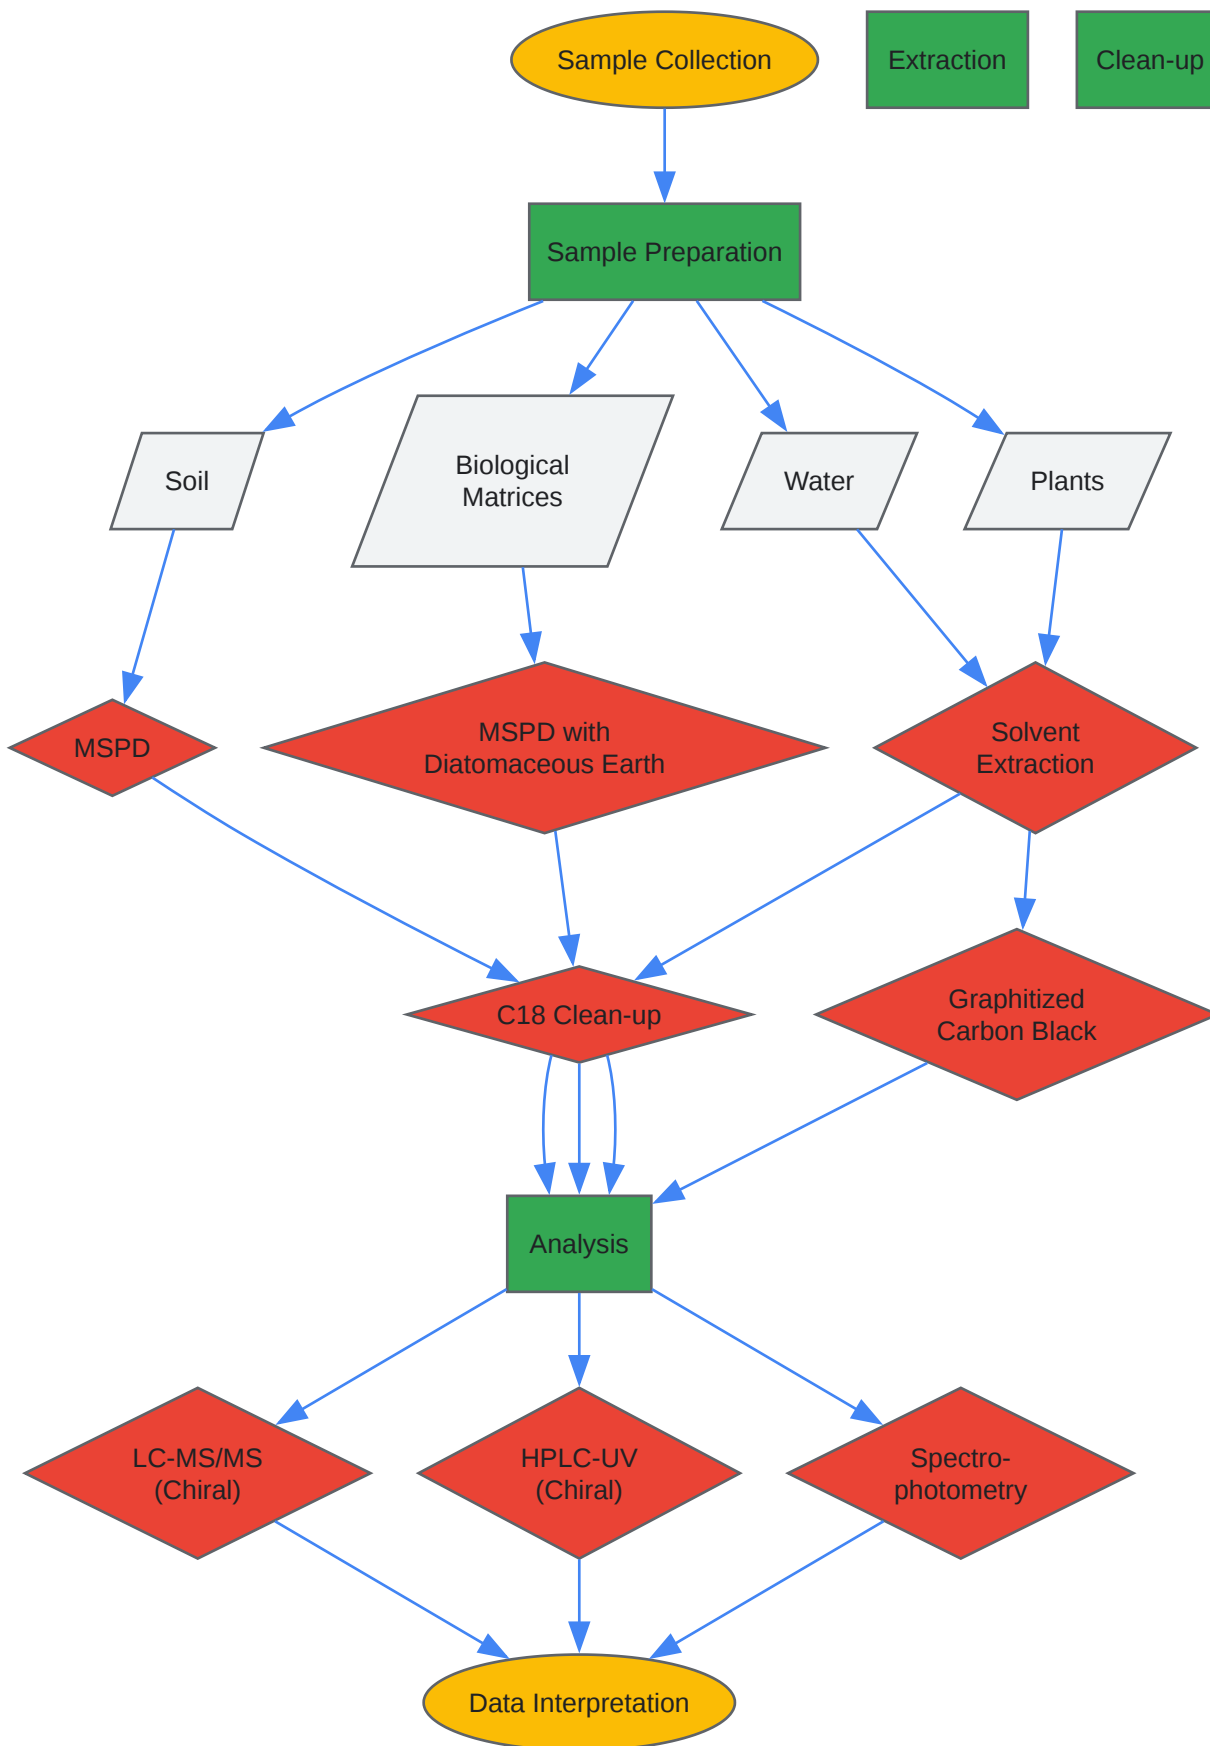 Sample Collection
Extraction
Clean-up
Sample Preparation
Soil
Biological
Matrices
Water
Plants
MSPD
MSPD with
Diatomaceous Earth
Solvent
Extraction
C18 Clean-up
Graphitized
Carbon Black
Analysis
LC-MS/MS
(Chiral)
HPLC-UV
(Chiral)
Spectro-
photometry
Data Interpretation